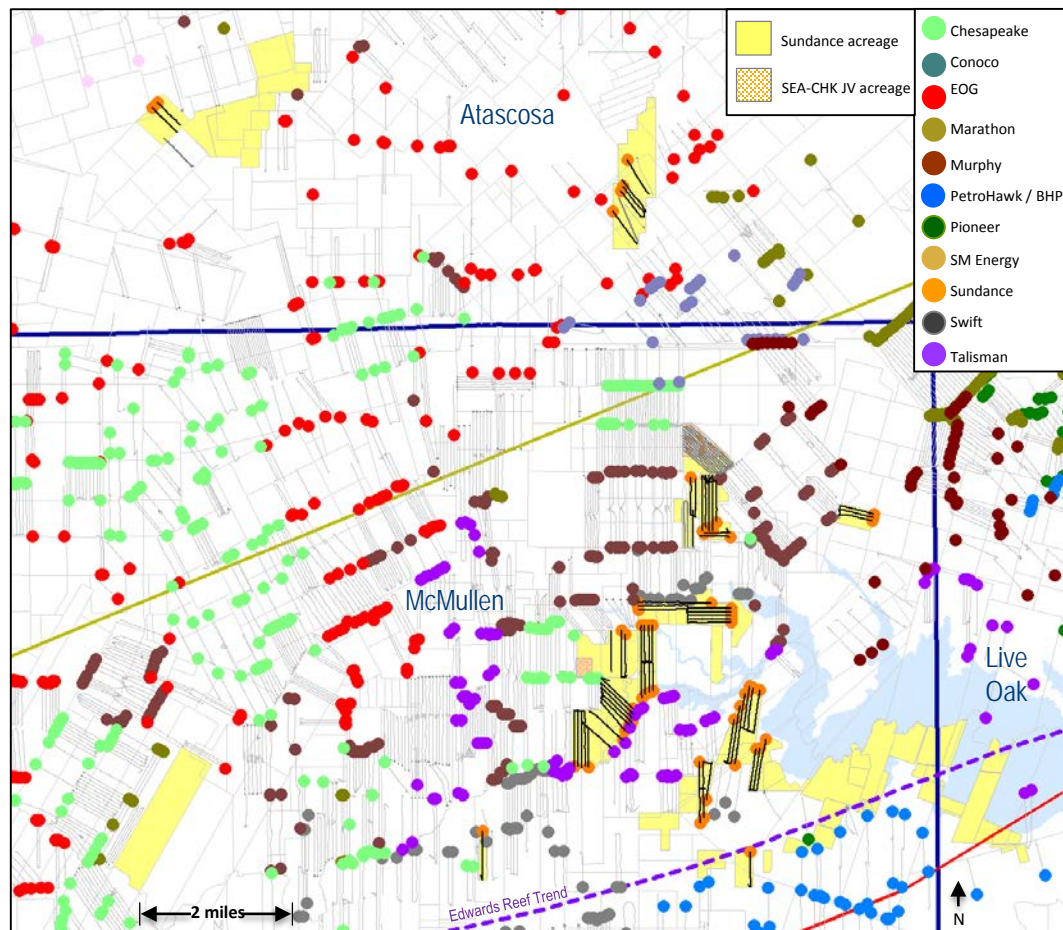 Sundance acreage
SEA-CHK JV acreage
Chesapeake
Conoco
EOG
Marathon
Murphy
PetroHawk / BHP
Pioneer
SM Energy
Sundance
Swift
Talisman
Atascosa
McMullen
Live
Oak
Edwards Reef Trend
2 miles
N